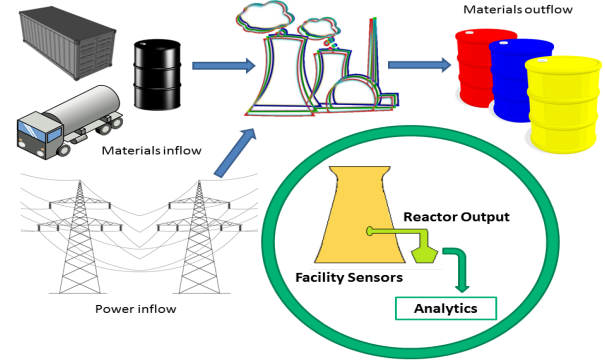 Materials outflow
Materials inflow
Reactor Output
Facility Sensors
Power inflow
Analytics